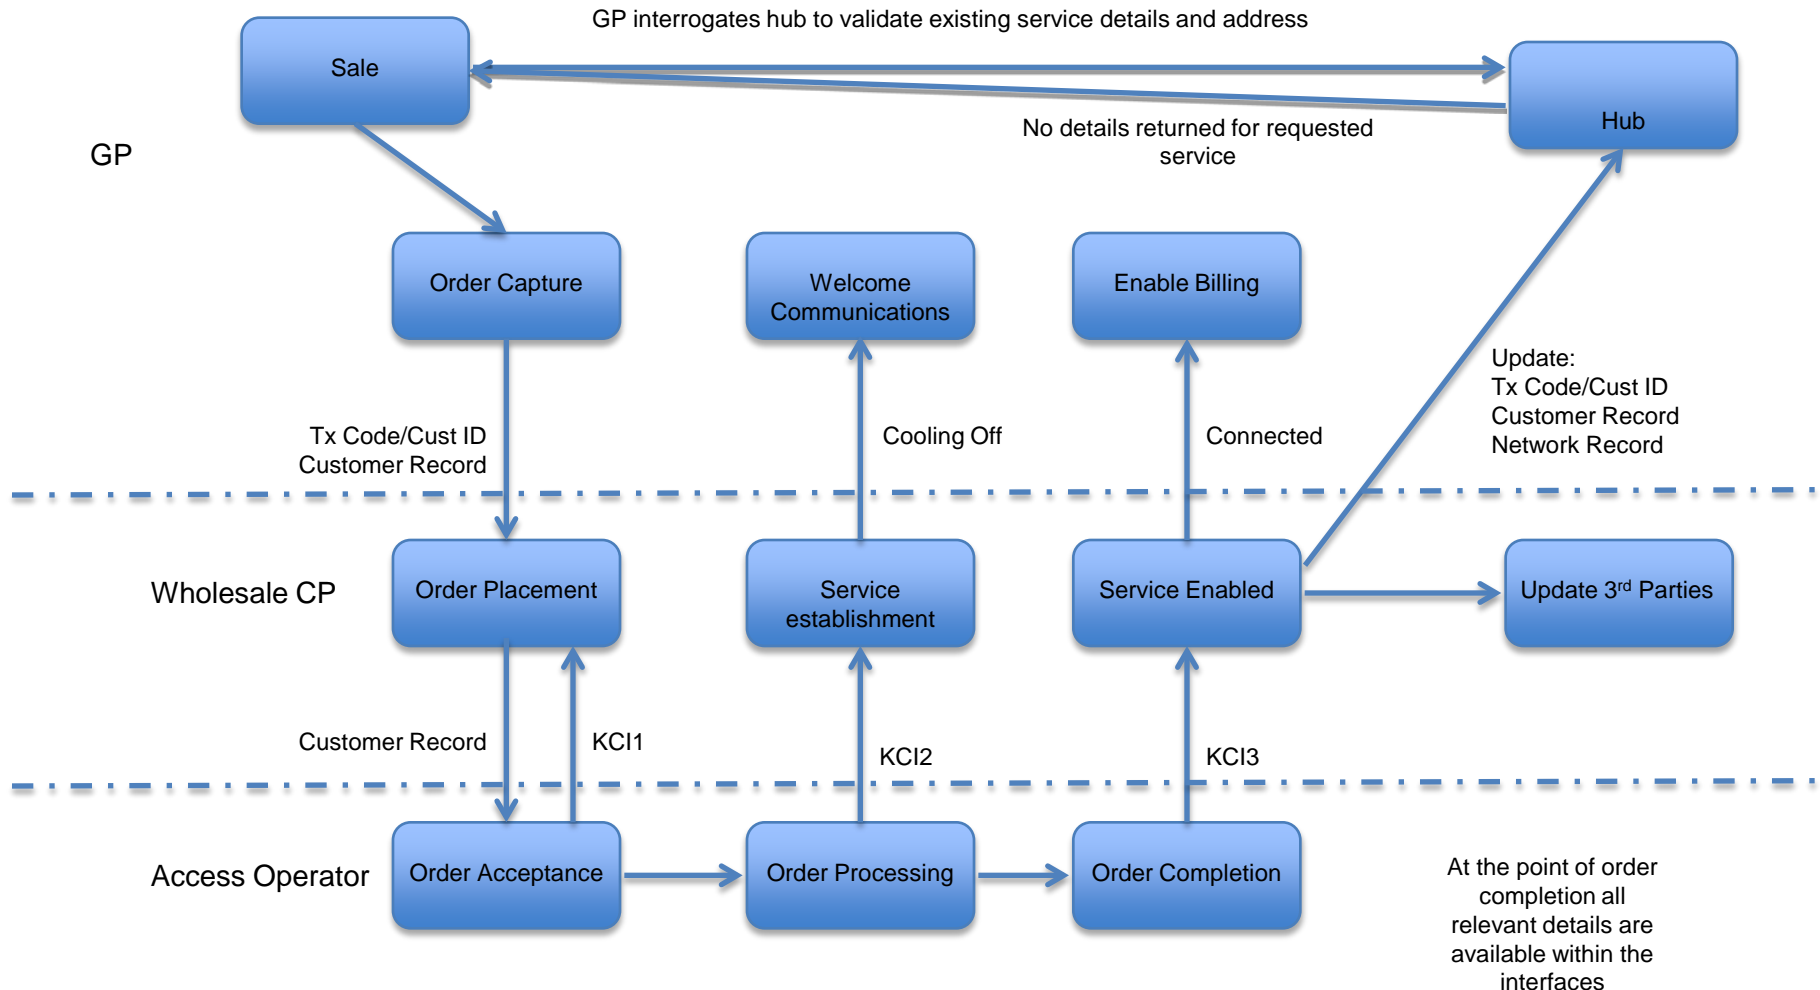 GP interrogates hub to validate existing service details and address
Sale
Hub
No details returned for requested
service
GP
Order Capture
Welcome
Communications
Enable Billing
Update:
Tx Code/Cust ID
Customer Record
Network Record
Tx Code/Cust ID
Customer Record
Cooling Off
Connected
Wholesale CP
Order Placement
Service
establishment
Service Enabled
Update 3rd Parties
Customer Record
KCI1
KCI2
KCI3
Access Operator
Order Acceptance
Order Processing
Order Completion
At the point of order
completion all
relevant details are
available within the
interfaces